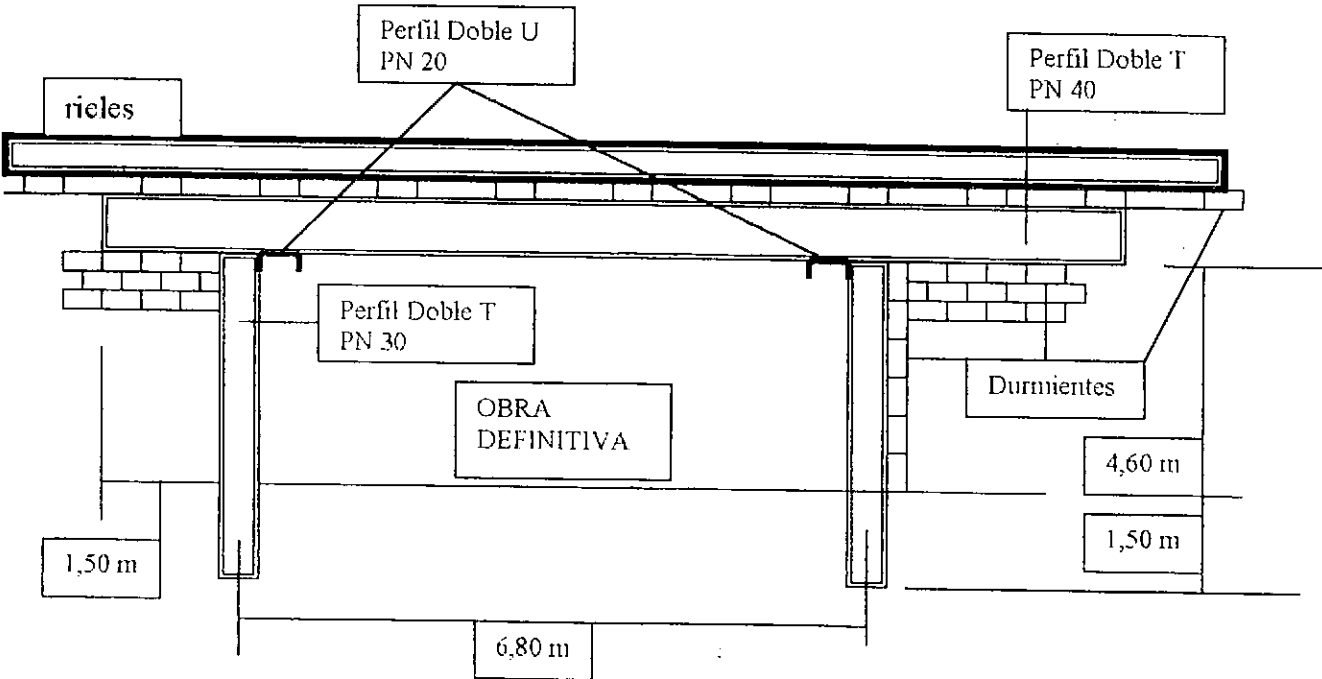 Perfil Doble U
PN 20
Perfil Doble T
PN 40
rieles
Perfil Doble T
PN 30
OBRA
DEFINITIVA
Durmientes
4,60 m
1,50 m
1,50 m
6,80 m